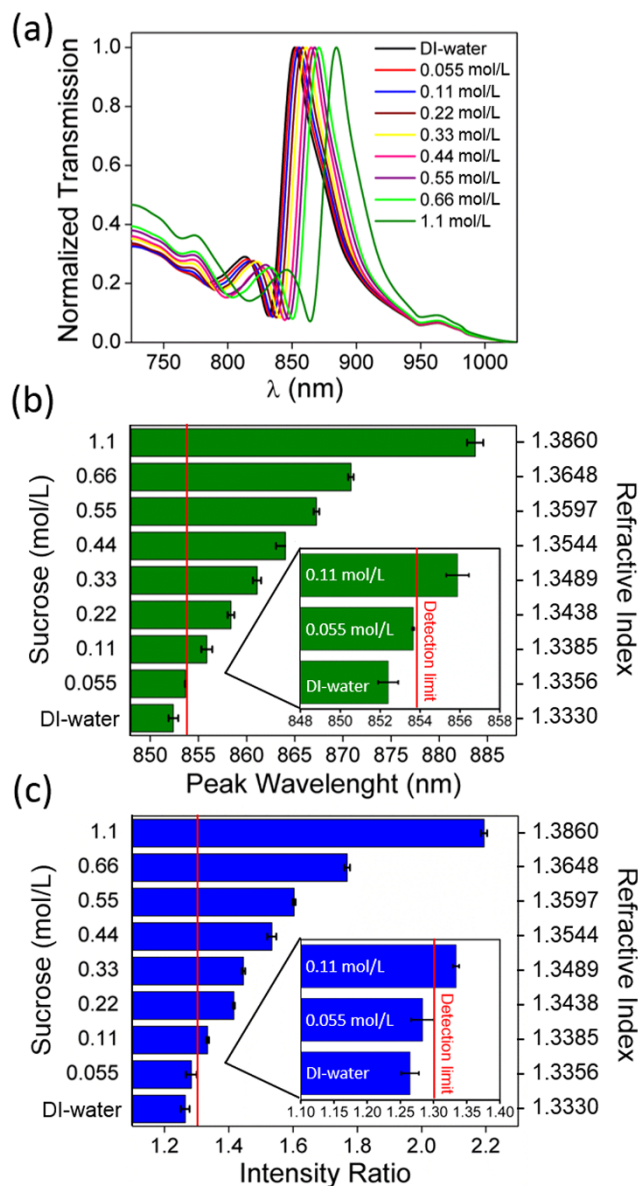 (a)
Normalized Transmission
1.0
0.8
0.6
0.4
0.2
0.0
DI-water
0.055 mol/L
0.11 mol/L
0.22 mol/L
0.33 mol/L
0.44 mol/L
0.55 mol/L
0.66 mol/L
1.1 mol/L
750 800 850 900 950 1000
λ (nm)
(b)
Sucrose (mol/L)
1.1
0.66
0.55
0.44
0.33
0.22
0.11
0.055
DI-water
0.11 mol/L
0.055 mol/L
DI-water
Detection limit
848 850 852 854 856 858
1.3860
1.3648
1.3597
1.3544
1.3489
1.3438
1.3385
1.3356
1.3330
Refractive Index
850 855 860 865 870 875 880 885
Peak Wavelenght (nm)
(c)
Sucrose (mol/L)
1.1
0.66
0.55
0.44
0.33
0.22
0.11
0.055
DI-water
0.11 mol/L
0.055 mol/L
DI-water
Detection limit
1.10 1.15 1.20 1.25 1.30 1.35 1.40
1.3860
1.3648
1.3597
1.3544
1.3489
1.3438
1.3385
1.3356
1.3330
Refractive Index
1.2 1.4 1.6 1.8 2.0 2.2
Intensity Ratio